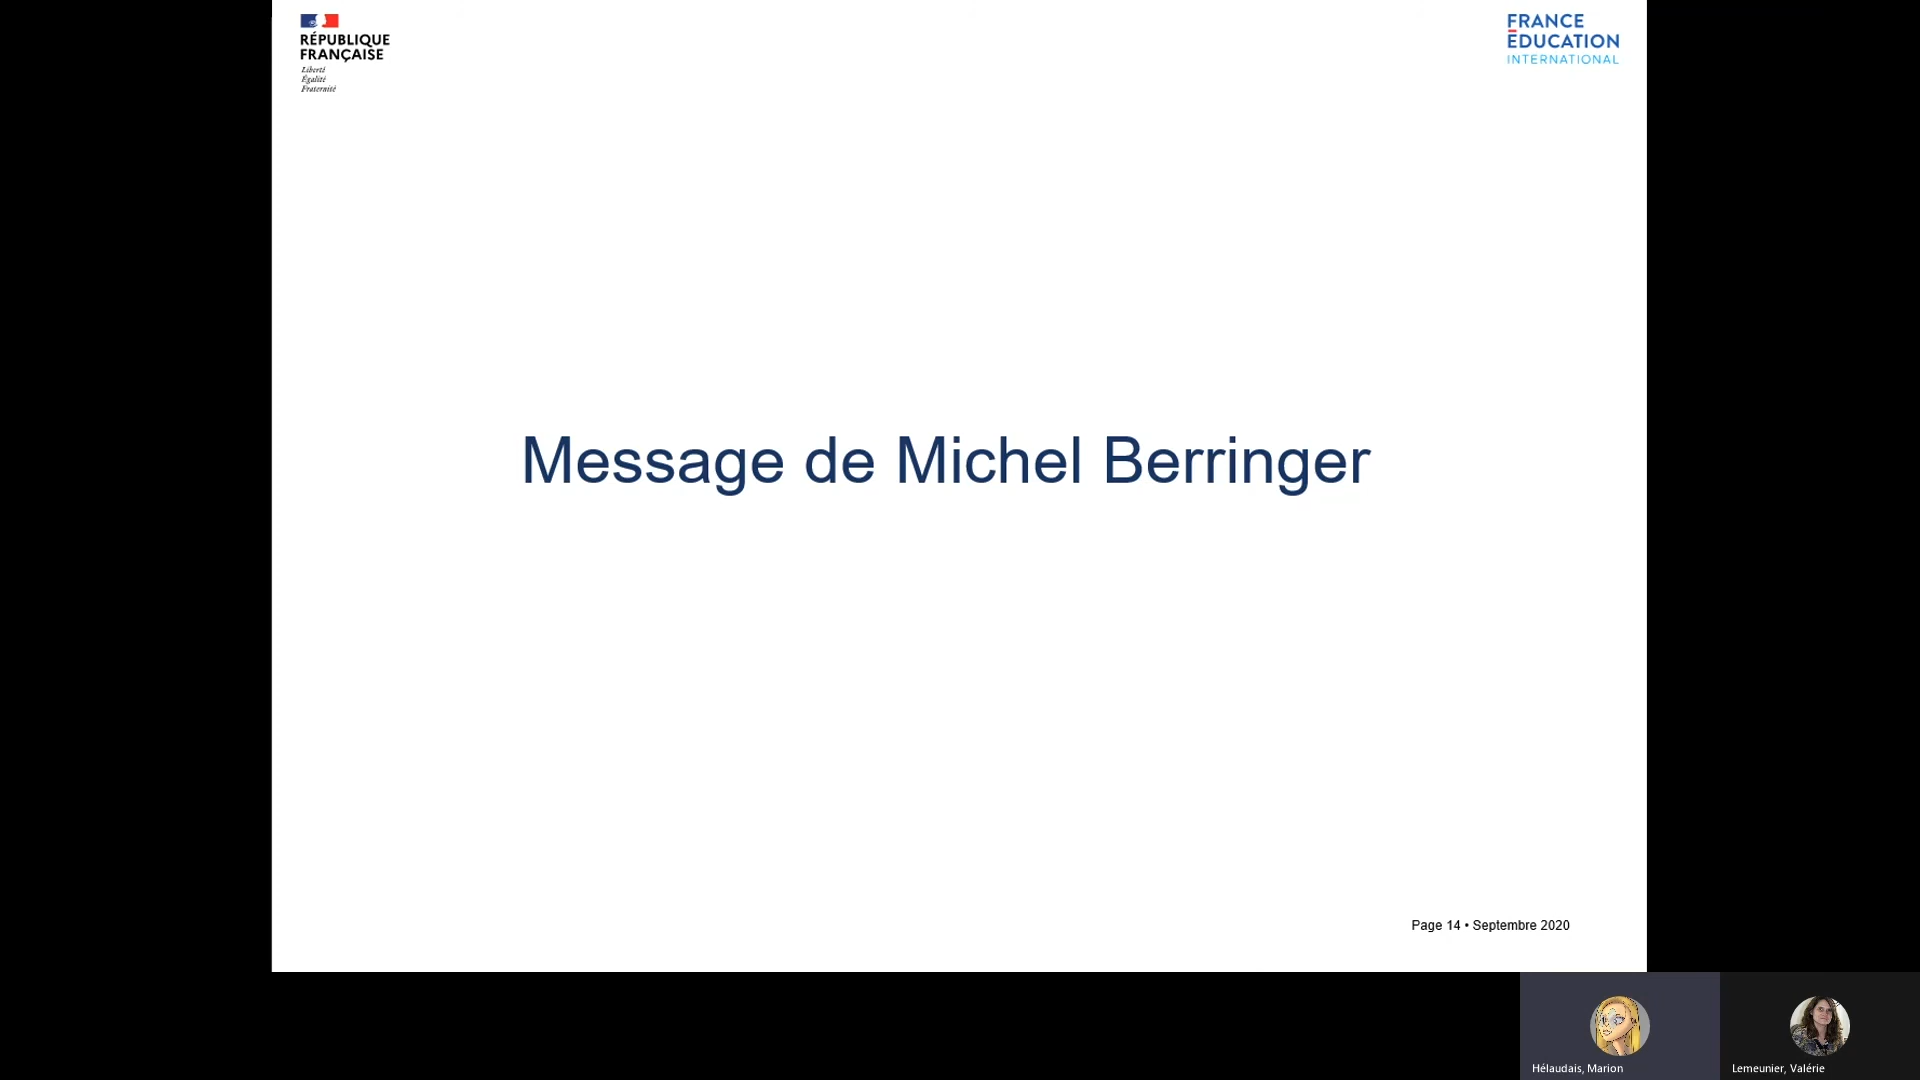 RÉPUBLIQUE
FRANÇAISE
Liberté
Égalité
Fraternité
FRANCE
ÉDUCATION
INTERNATIONAL
Message de Michel Berringer
Page 14 • Septembre 2020
Hélaudais, Marion
Lemeunier, Valérie